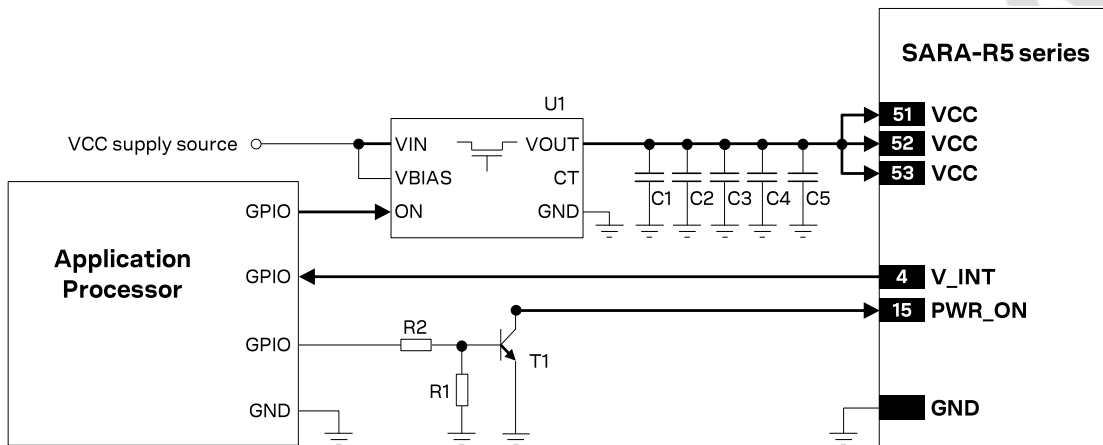 SARA-R5 series
U1
51 VCC
VCC supply source
VIN
VOUT
52 VCC
VBIAS
CT
53 VCC
C1
C2
C3
C4
C5
GPIO
ON
GND
Application
Processor
GPIO
4 V_INT
15 PWR_ON
R2
GPIO
T1
R1
GND
GND